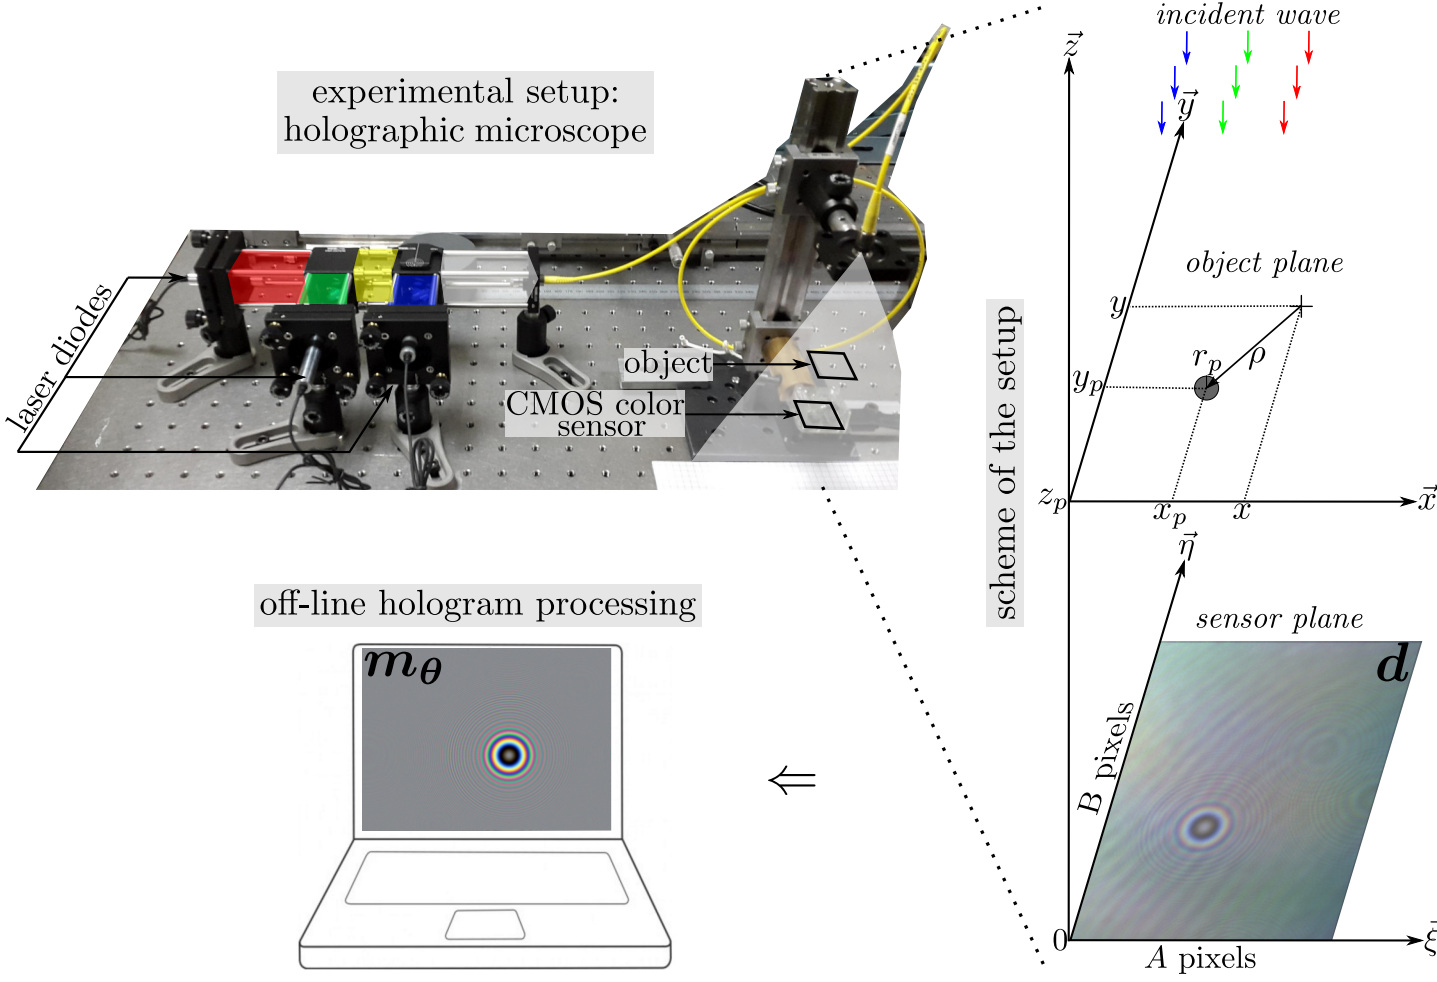 experimental setup:
holographic microscope
laser diodes
object
CMOS color
sensor
off-line hologram processing
m_θ
⇐
scheme of the setup
incident wave
z⃗
y⃗
object plane
y
r_p
ρ
y_p
z_p
x_p
x
x⃗
η⃗
sensor plane
d
B pixels
0
ξ⃗
A pixels